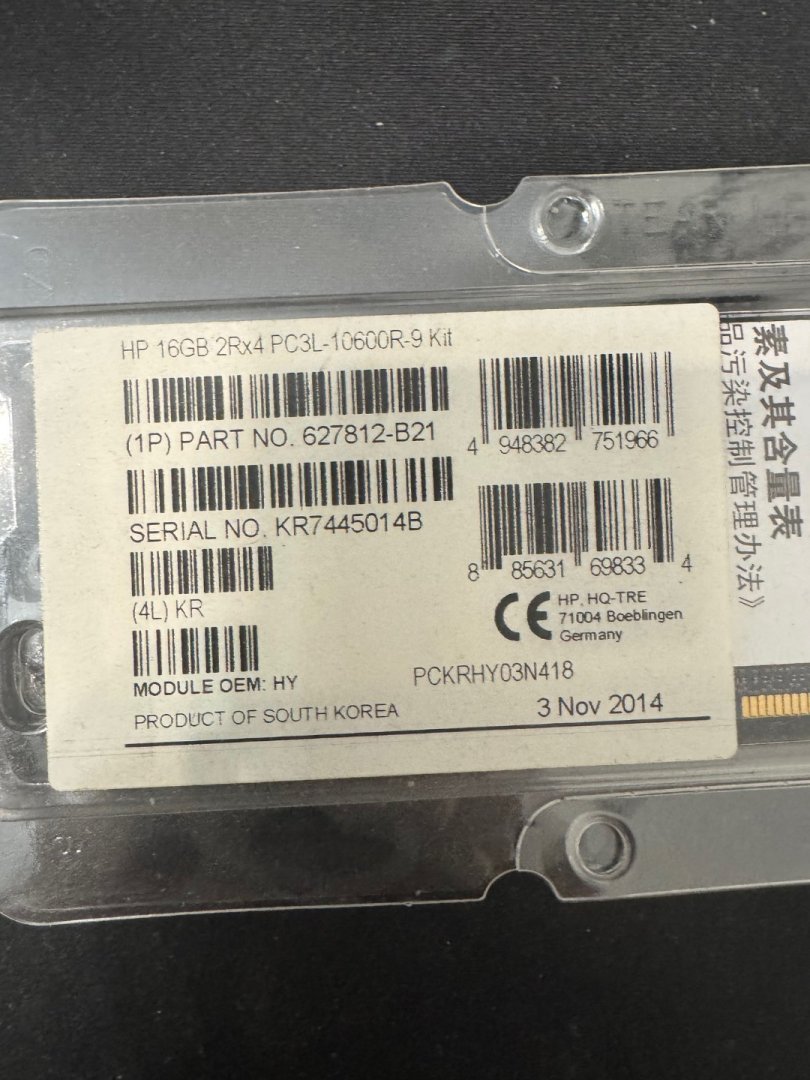 HP 16GB 2Rx4 PC3L-10600R-9 Kit
(1P) PART NO. 627812-B21
4 948382 751966
SERIAL NO. KR7445014B
8 85631 69833 4
(4L) KR
CE
HP, HQ-TRE
71004 Boeblingen
Germany
MODULE OEM: HY
PCKRHY03N418
PRODUCT OF SOUTH KOREA
3 Nov 2014
素及其含量表
品污染控制管理办法》